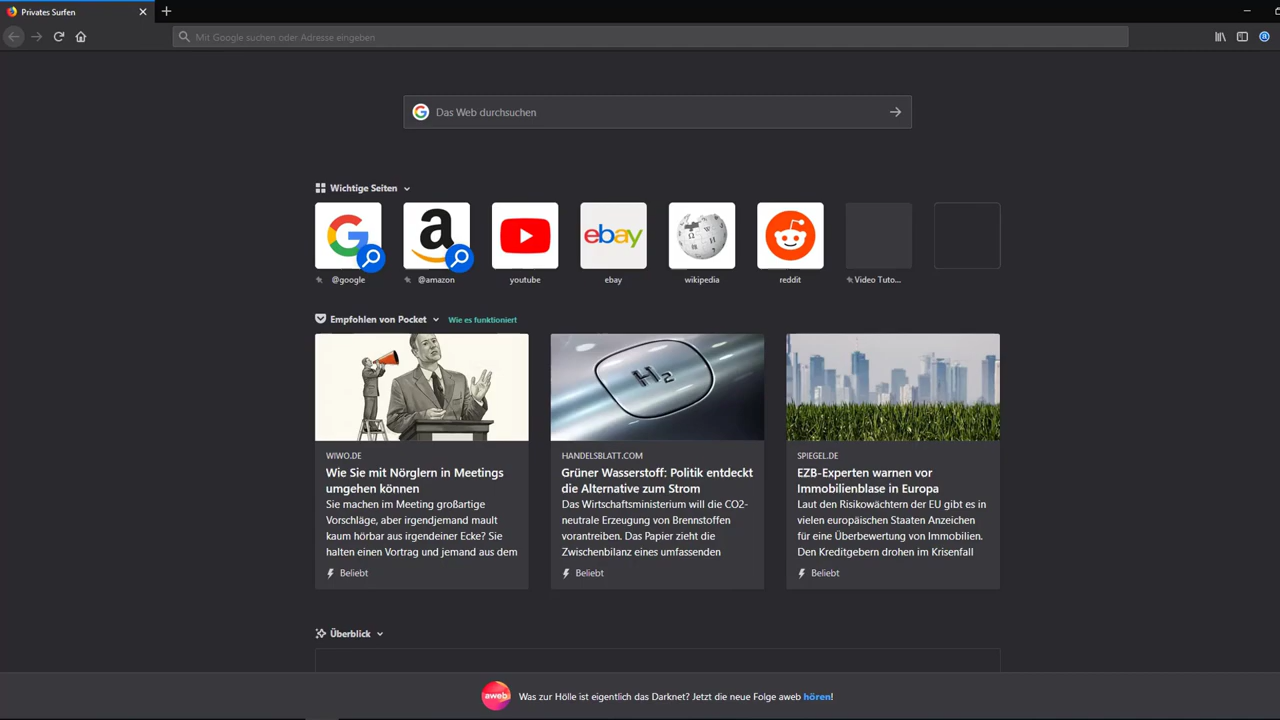 Privates Surfen
Mit Google suchen oder Adresse eingeben
Das Web durchsuchen
Wichtige Seiten
a
ebay
@google
@amazon
youtube
ebay
wikipedia
reddit
Video Tuto...
Empfohlen von Pocket
Wie es funktioniert
H2
WIWO.DE
Wie Sie mit Nörglern in Meetings
umgehen können
Sie machen im Meeting großartige
Vorschläge, aber irgendjemand mault
kaum hörbar aus irgendeiner Ecke? Sie
halten einen Vortrag und jemand aus dem
Beliebt
HANDELSBLATT.COM
Grüner Wasserstoff: Politik entdeckt
die Alternative zum Strom
Das Wirtschaftsministerium will die CO2-
neutrale Erzeugung von Brennstoffen
vorantreiben. Das Papier zieht die
Zwischenbilanz eines umfassenden
Beliebt
SPIEGEL.DE
EZB-Experten warnen vor
Immobilienblase in Europa
Laut den Risikowächtern der EU gibt es in
vielen europäischen Staaten Anzeichen
für eine Überbewertung von Immobilien.
Den Kreditgebern drohen im Krisenfall
Beliebt
Überblick
aweb
Was zur Hölle ist eigentlich das Darknet? Jetzt die neue Folge aweb hören!